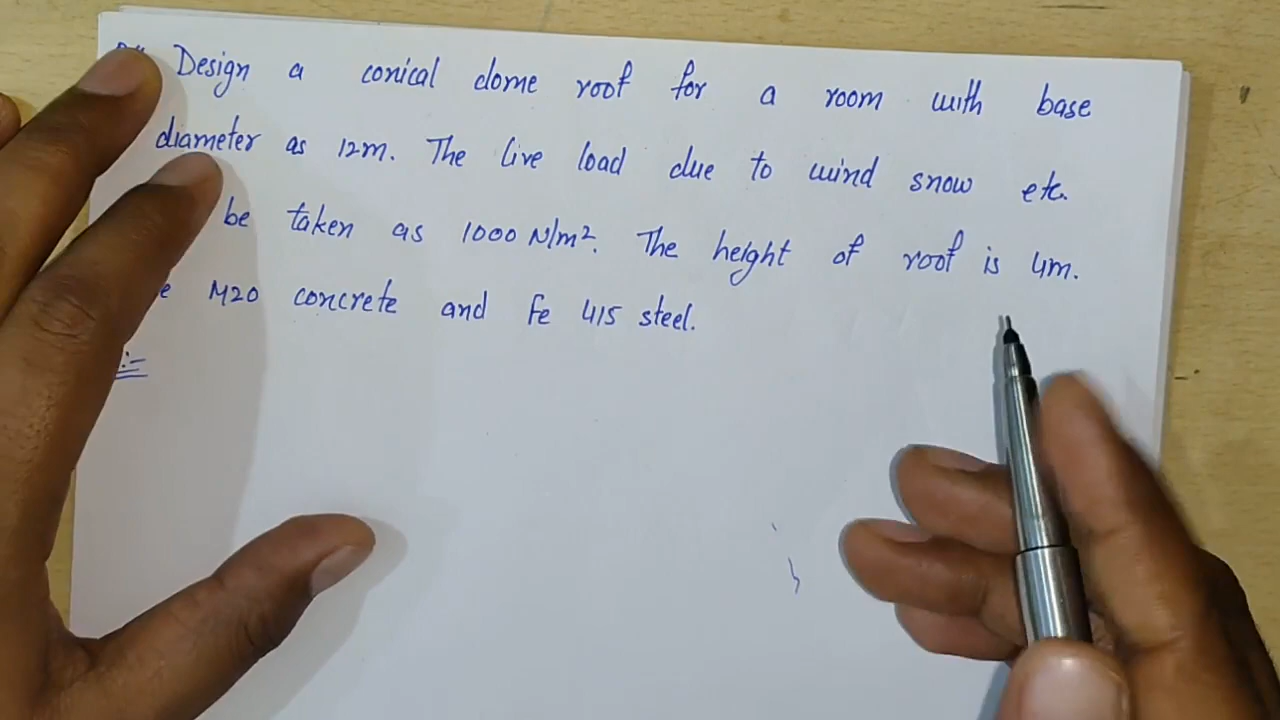 Design a conical dome roof for a room with base
diameter as 12m. The live load due to wind snow etc.
be taken as 1000 N/m². The height of roof is 4m.
M20 concrete and Fe 415 steel.